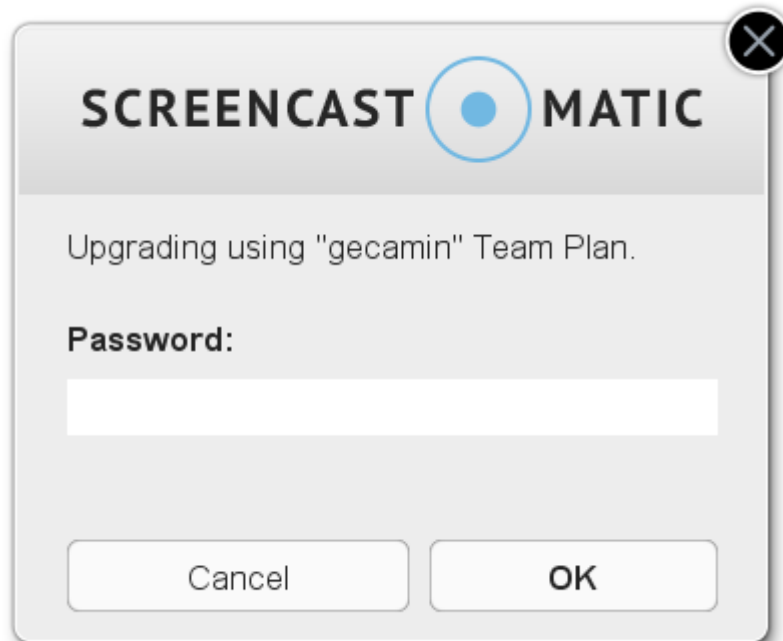 SCREENCAST MATIC
Upgrading using "gecamin" Team Plan.
Password:
Cancel OK